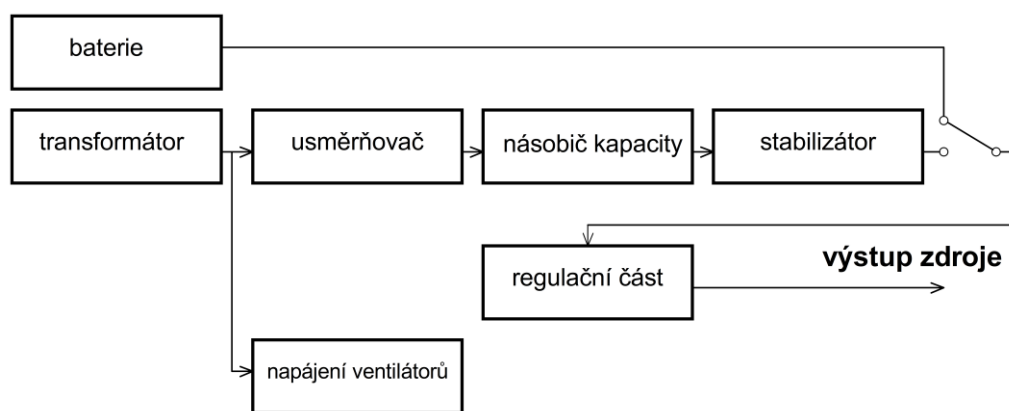 baterie
transformátor
usměrňovač
násobič kapacity
stabilizátor
regulační část
výstup zdroje
napájení ventilátorů